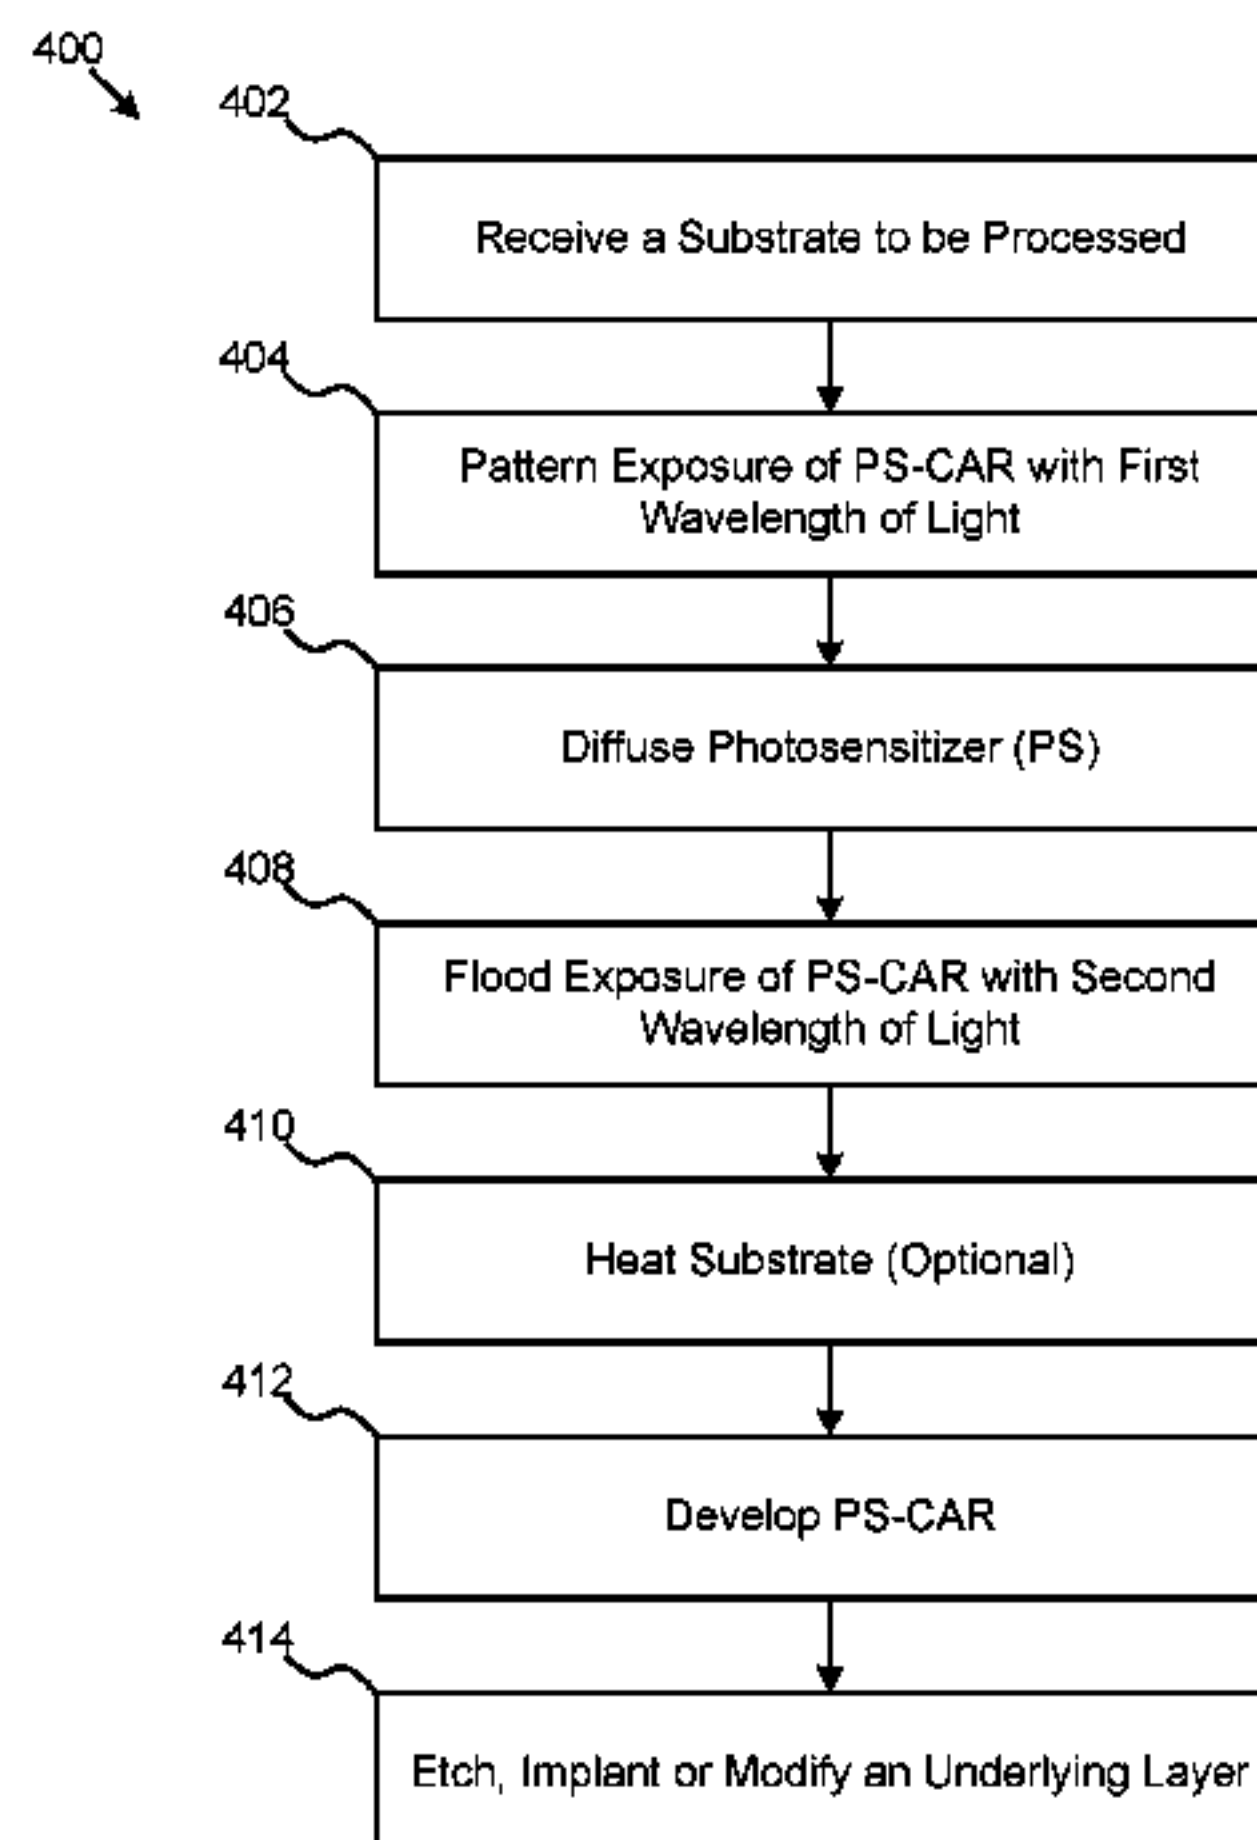 400
402
Receive a Substrate to be Processed
404
Pattern Exposure of PS-CAR with First
Wavelength of Light
406
Diffuse Photosensitizer (PS)
408
Flood Exposure of PS-CAR with Second
Wavelength of Light
410
Heat Substrate (Optional)
412
Develop PS-CAR
414
Etch, Implant or Modify an Underlying Layer